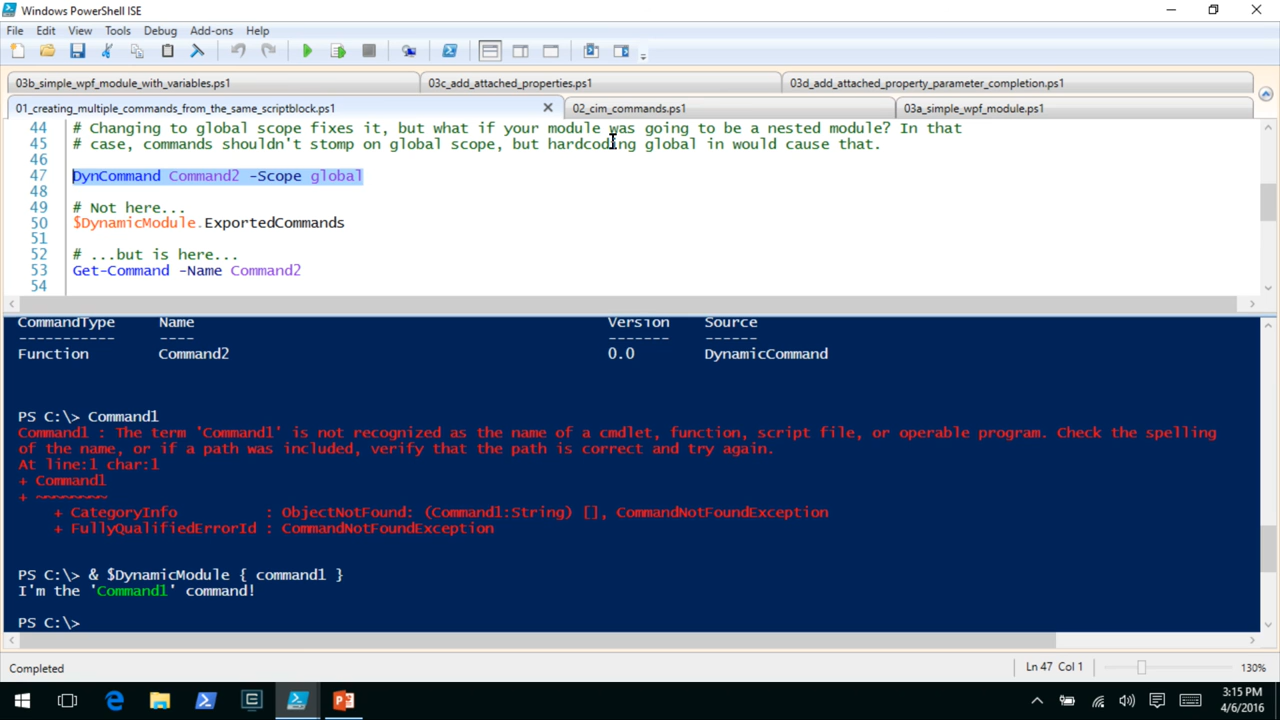 Windows PowerShell ISE
File Edit View Tools Debug Add-ons Help
03b_simple_wpf_module_with_variables.ps1 03c_add_attached_properties.ps1 03d_add_attached_property_parameter_completion.ps1
01_creating_multiple_commands_from_the_same_scriptblock.ps1 02_cim_commands.ps1 03a_simple_wpf_module.ps1
44 # Changing to global scope fixes it, but what if your module was going to be a nested module? In that
45 # case, commands shouldn't stomp on global scope, but hardcoding global in would cause that.
46
47 DynCommand Command2 -Scope global
48
49 # Not here...
50 $DynamicModule.ExportedCommands
51
52 # ...but is here...
53 Get-Command -Name Command2
54
CommandType Name Version Source
----------- ---- ------- ------
Function Command2 0.0 DynamicCommand
PS C:\> Command1
Command1 : The term 'Command1' is not recognized as the name of a cmdlet, function, script file, or operable program. Check the spelling
of the name, or if a path was included, verify that the path is correct and try again.
At line:1 char:1
+ Command1
+ ~~~~~~~~
+ CategoryInfo : ObjectNotFound: (Command1:String) [], CommandNotFoundException
+ FullyQualifiedErrorId : CommandNotFoundException
PS C:\> & $DynamicModule { command1 }
I'm the 'Command1' command!
PS C:\>
Completed Ln 47 Col 1 130%
3:15 PM
4/6/2016